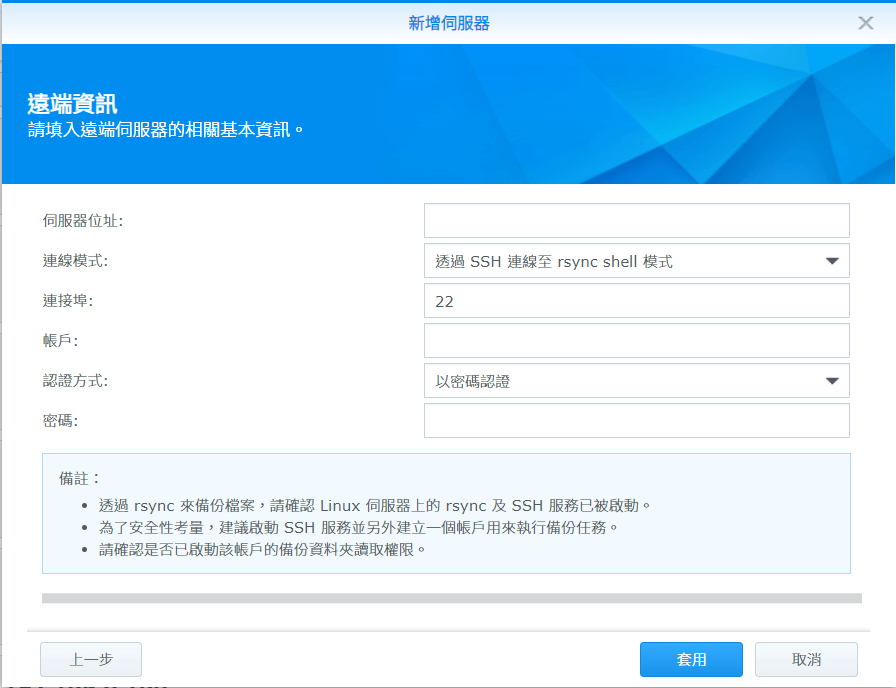 新增伺服器
遠端資訊
請填入遠端伺服器的相關基本資訊。
伺服器位址:
連線模式: 透過 SSH 連線至 rsync shell 模式
連接埠: 22
帳戶:
認證方式: 以密碼認證
密碼:
備註：
• 透過 rsync 來備份檔案，請確認 Linux 伺服器上的 rsync 及 SSH 服務已被啟動。
• 為了安全性考量，建議啟動 SSH 服務並另外建立一個帳戶用來執行備份任務。
• 請確認是否已啟動該帳戶的備份資料夾讀取權限。
上一步 套用 取消